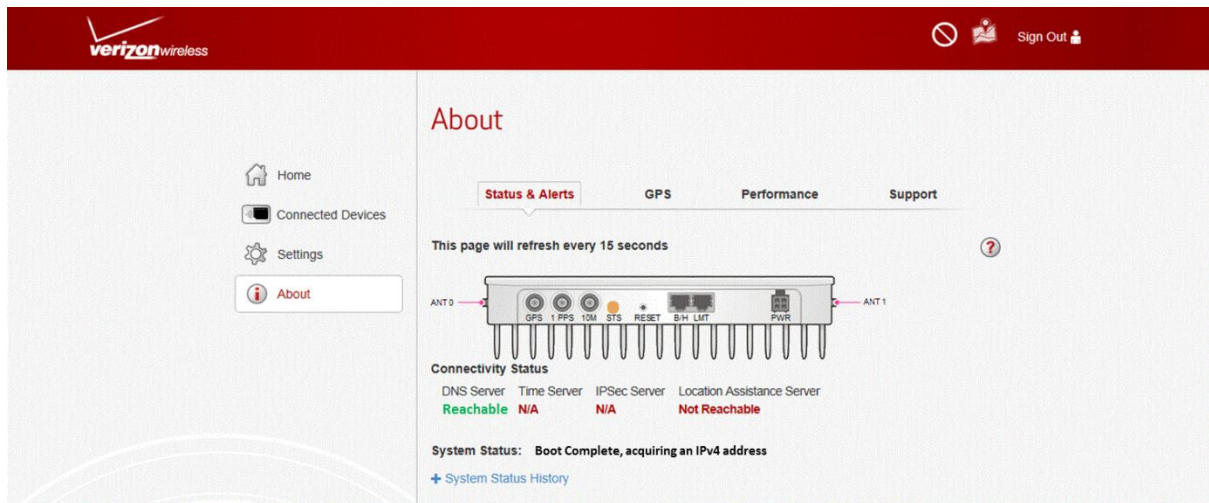 verizonwireless
Sign Out
About
Home
Connected Devices
Settings
About
Status & Alerts GPS Performance Support
This page will refresh every 15 seconds
?
ANT 0
GPS 1 PPS 10M STS RESET B/H LMT PWR
ANT 1
Connectivity Status
DNS Server Time Server IPSec Server Location Assistance Server
Reachable N/A N/A Not Reachable
System Status: Boot Complete, acquiring an IPv4 address
+ System Status History